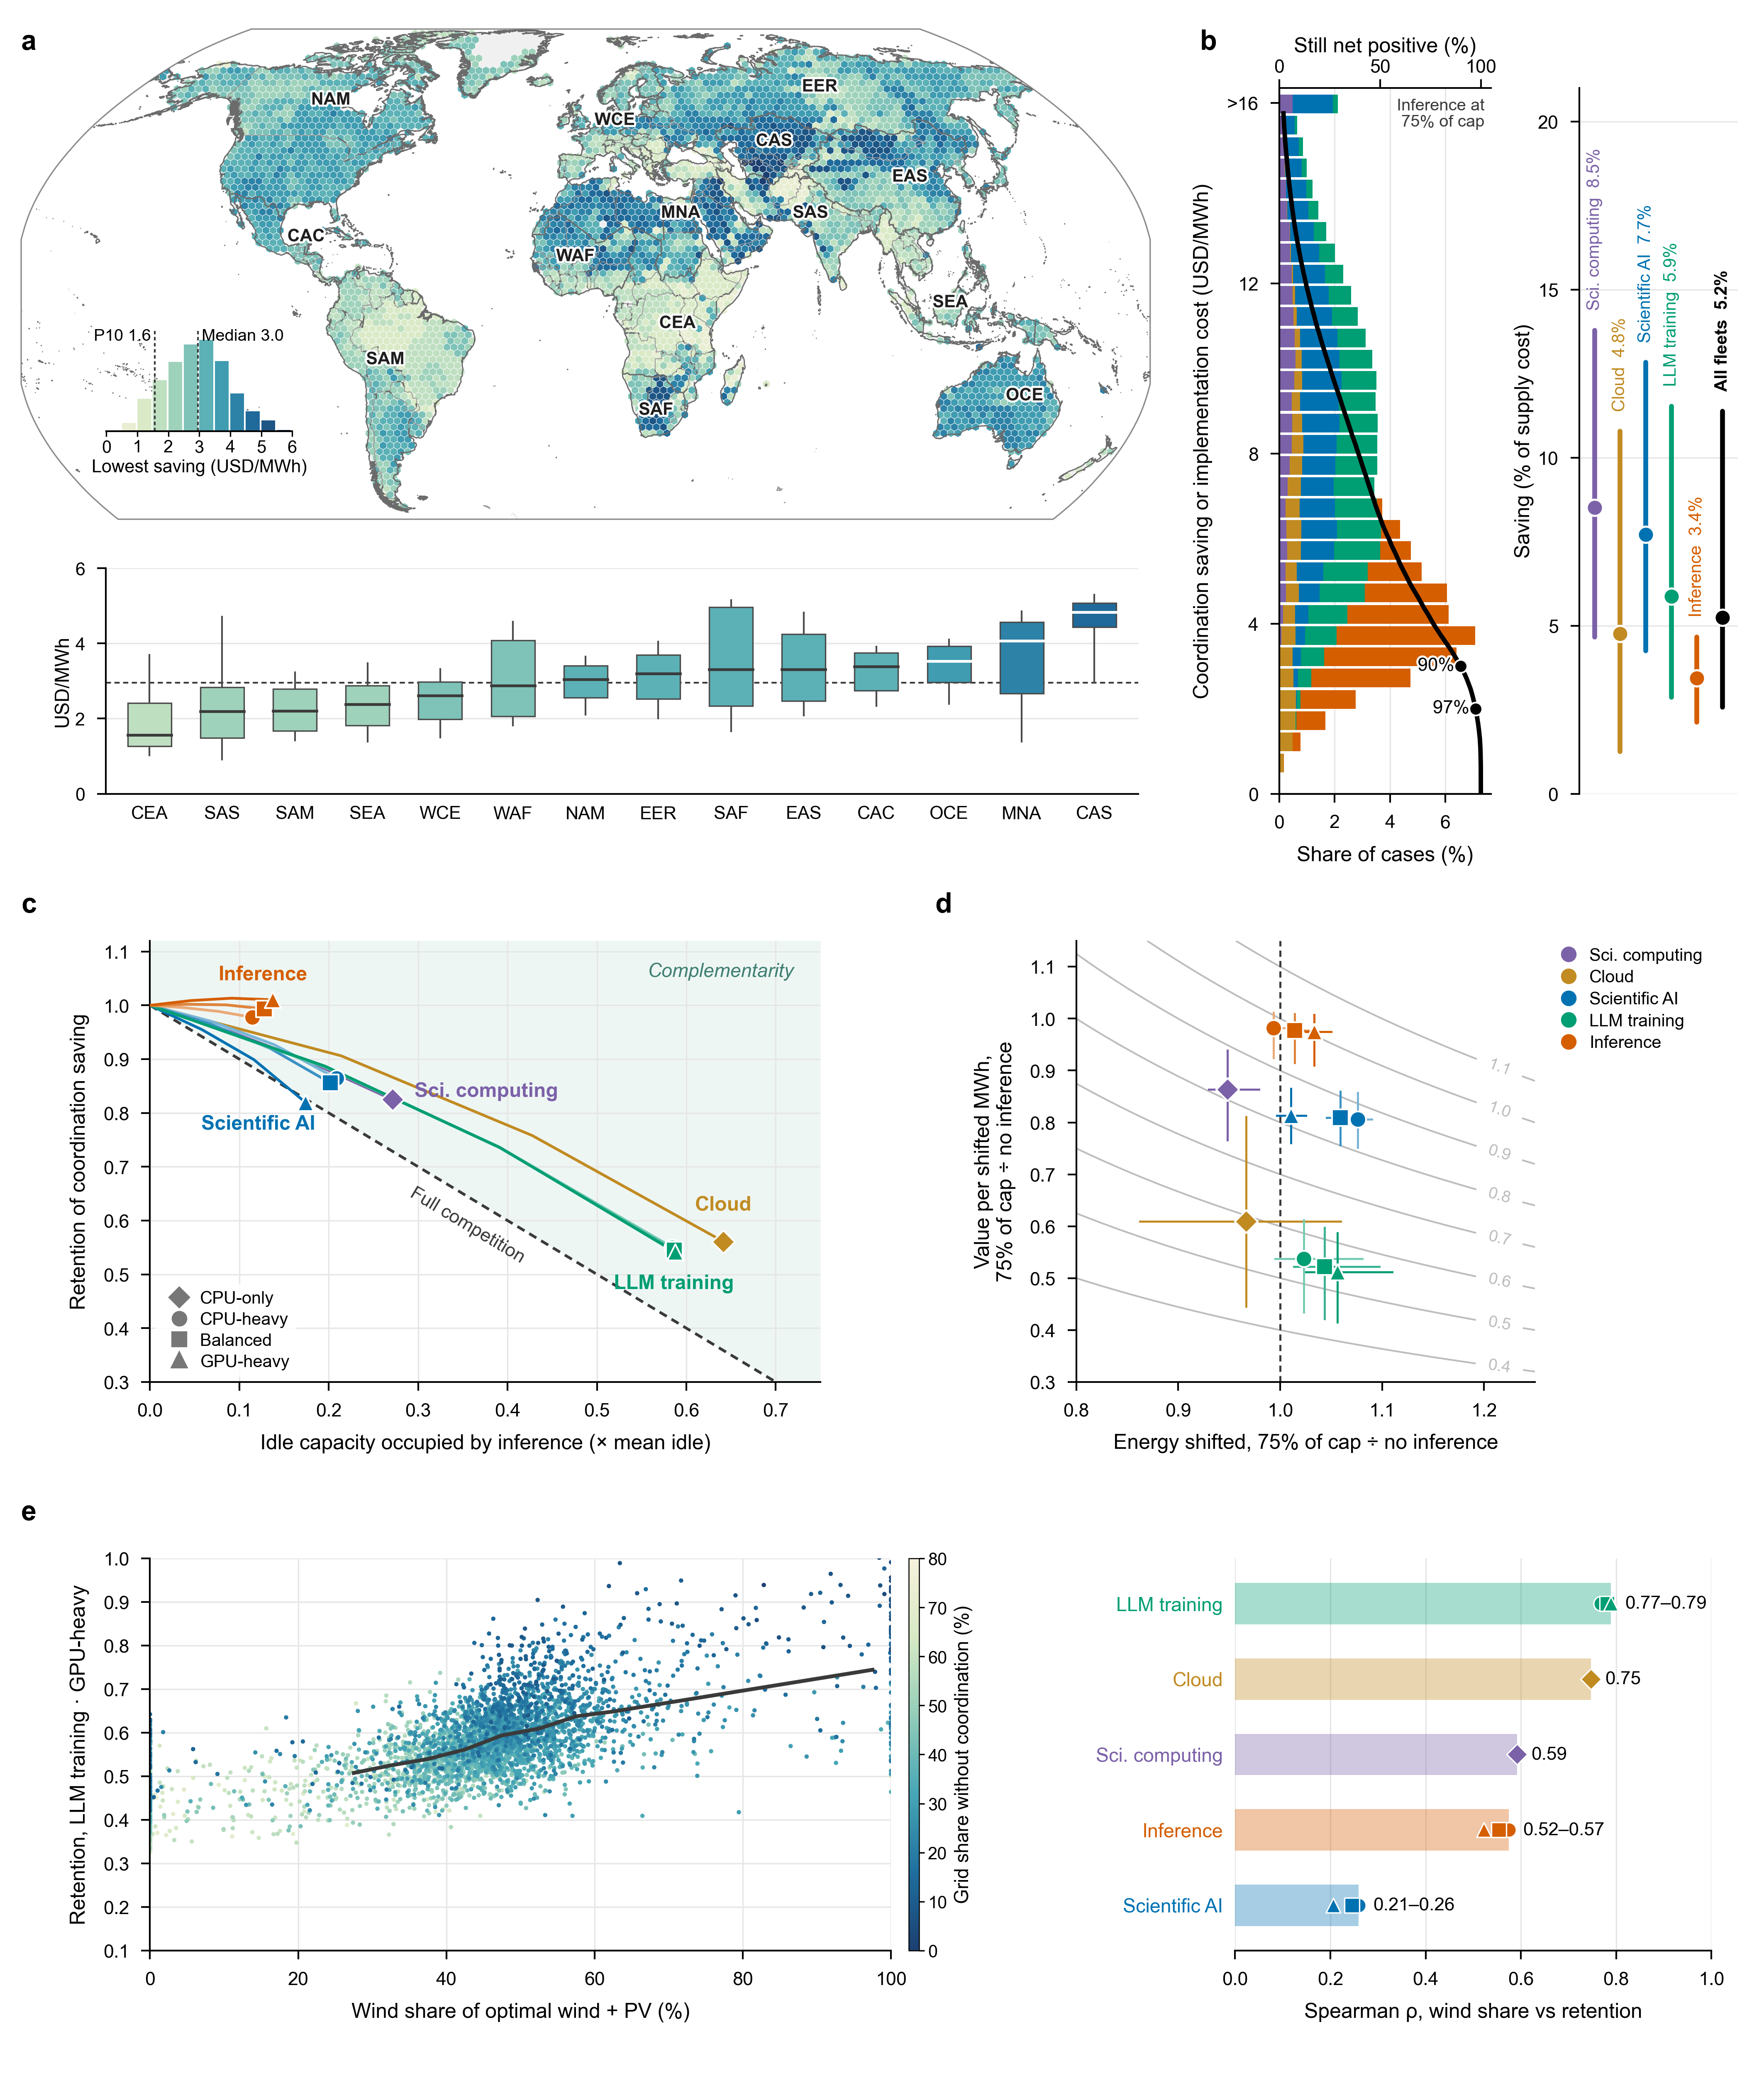 a
NAM
EER
WCE
CAS
EAS
MNA
SAS
CAC
WAF
SEA
CEA
SAM
SAF
OCE
P10 1.6
Median 3.0
0 1 2 3 4 5 6
Lowest saving (USD/MWh)
6
4
2
0
USD/MWh
CEA SAS SAM SEA WCE WAF NAM EER SAF EAS CAC OCE MNA CAS
b
Still net positive (%)
0 50 100
Inference at
75% of cap
>16
12
8
4
0
Coordination saving or implementation cost (USD/MWh)
90%
97%
0 2 4 6
Share of cases (%)
20
15
10
5
0
Saving (% of supply cost)
Sci. computing 8.5%
Cloud 4.8%
Scientific AI 7.7%
LLM training 5.9%
Inference 3.4%
All fleets 5.2%
c
1.1
1.0
0.9
0.8
0.7
0.6
0.5
0.4
0.3
Retention of coordination saving
Inference
Complementarity
Sci. computing
Scientific AI
Cloud
Full competition
LLM training
CPU-only
CPU-heavy
Balanced
GPU-heavy
0.0 0.1 0.2 0.3 0.4 0.5 0.6 0.7
Idle capacity occupied by inference (× mean idle)
d
1.1
1.0
0.9
0.8
0.7
0.6
0.5
0.4
0.3
Value per shifted MWh,
75% of cap ÷ no inference
1.1
1.0
0.9
0.8
0.7
0.6
0.5
0.4
0.8 0.9 1.0 1.1 1.2
Energy shifted, 75% of cap ÷ no inference
Sci. computing
Cloud
Scientific AI
LLM training
Inference
e
1.0
0.9
0.8
0.7
0.6
0.5
0.4
0.3
0.2
0.1
Retention, LLM training · GPU-heavy
0 20 40 60 80 100
Wind share of optimal wind + PV (%)
80
70
60
50
40
30
20
10
0
Grid share without coordination (%)
LLM training 0.77–0.79
Cloud 0.75
Sci. computing 0.59
Inference 0.52–0.57
Scientific AI 0.21–0.26
0.0 0.2 0.4 0.6 0.8 1.0
Spearman ρ, wind share vs retention